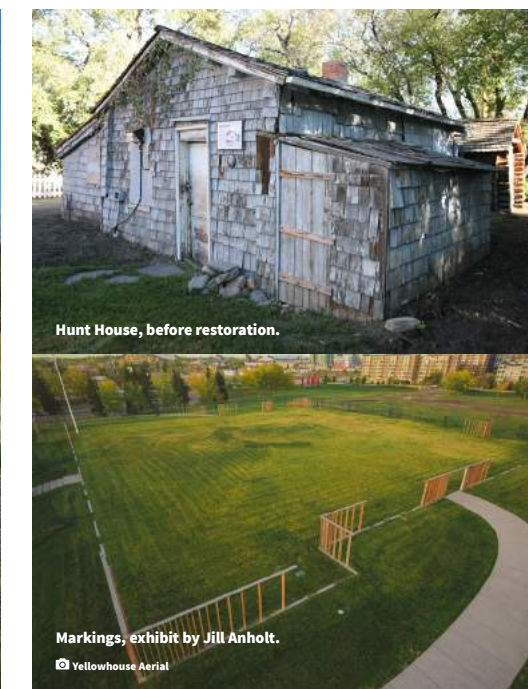 Hunt House, before restoration.
Markings, exhibit by Jill Anholt.
Yellowhouse Aerial